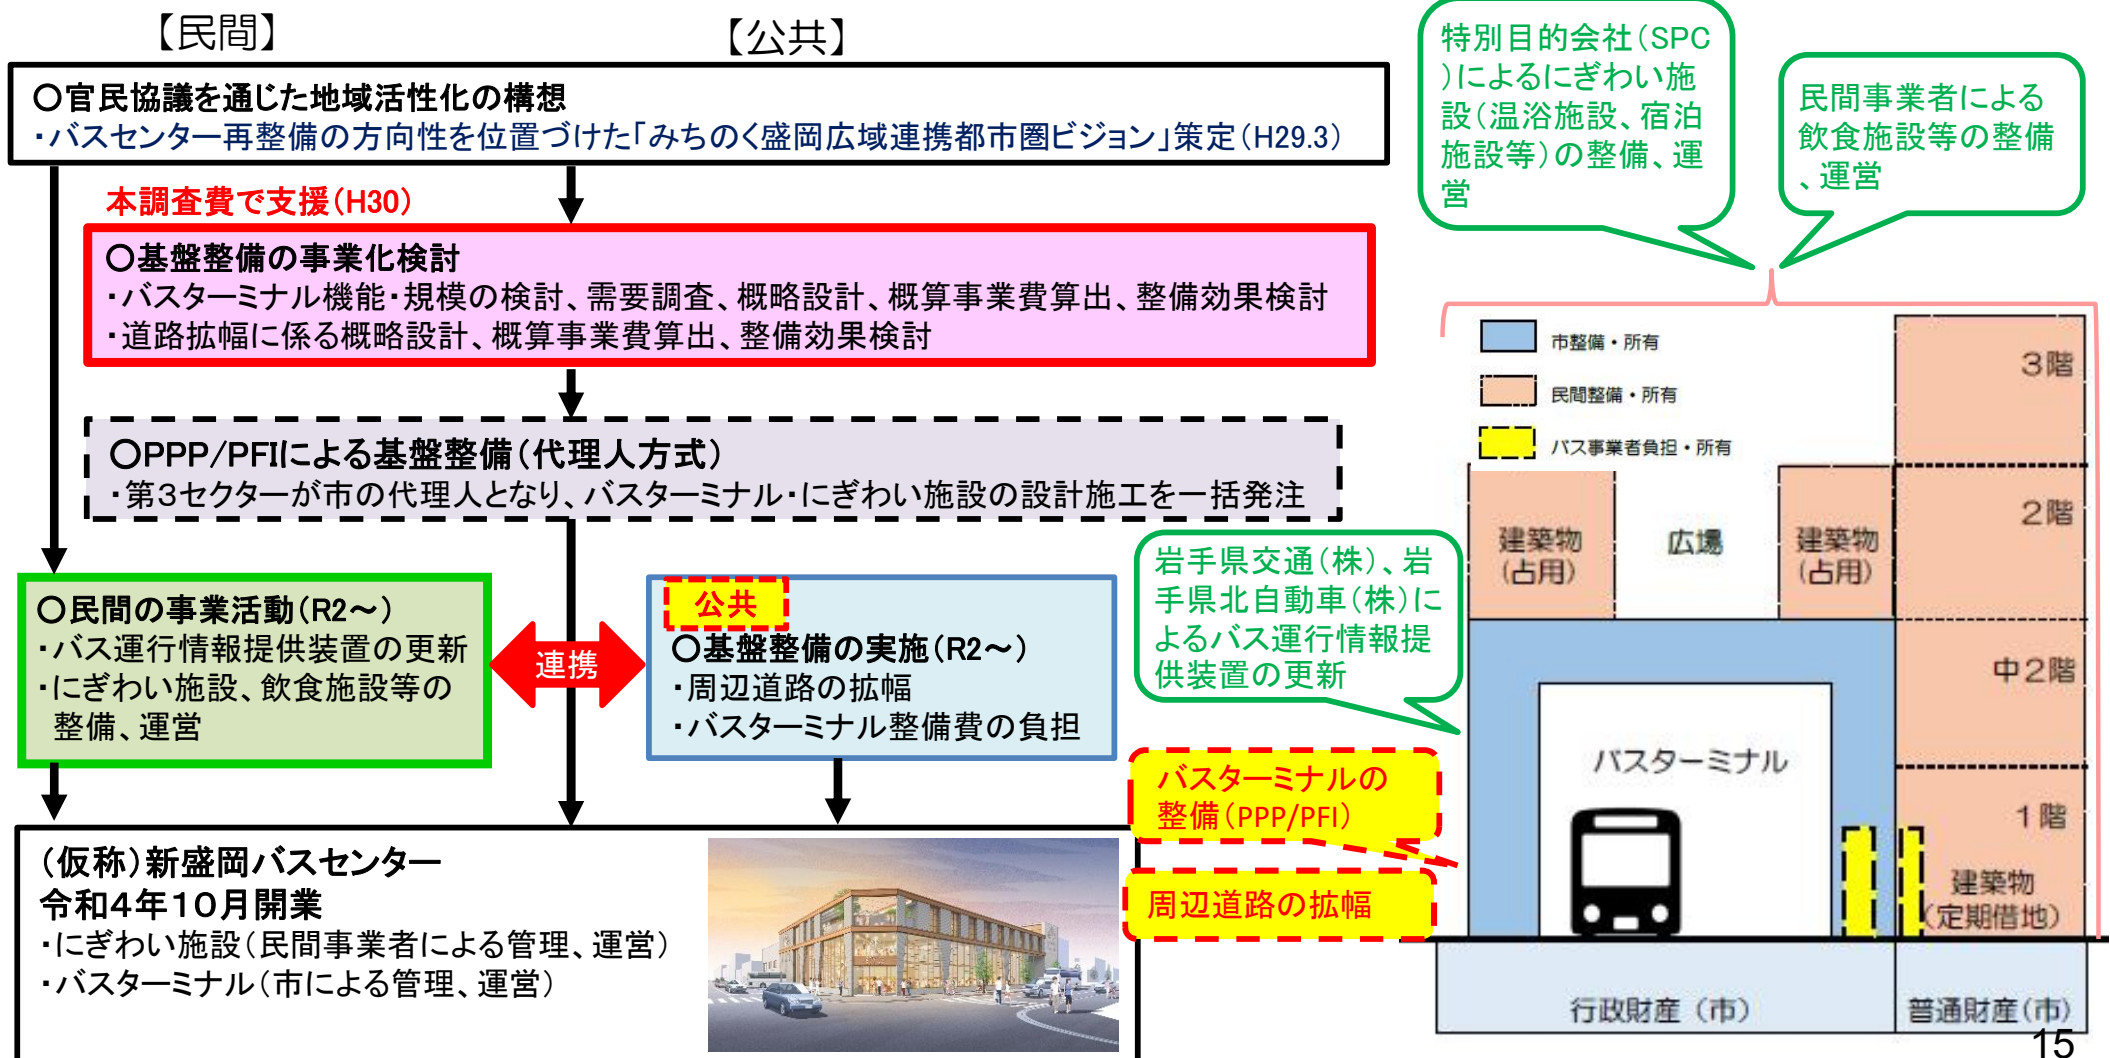 【民間】
【公共】
〇官民協議を通じた地域活性化の構想
・バスセンター再整備の方向性を位置づけた「みちのく盛岡広域連携都市圏ビジョン」策定(H29.3)
本調査費で支援(H30)
〇基盤整備の事業化検討
・バスターミナル機能・規模の検討、需要調査、概略設計、概算事業費算出、整備効果検討
・道路拡幅に係る概略設計、概算事業費算出、整備効果検討
〇PPP/PFIによる基盤整備(代理人方式)
・第3セクターが市の代理人となり、バスターミナル・にぎわい施設の設計施工を一括発注
〇民間の事業活動(R2～)
・バス運行情報提供装置の更新
・にぎわい施設、飲食施設等の
整備、運営
連携
公共
〇基盤整備の実施(R2～)
・周辺道路の拡幅
・バスターミナル整備費の負担
(仮称)新盛岡バスセンター
令和4年10月開業
・にぎわい施設(民間事業者による管理、運営)
・バスターミナル(市による管理、運営)
特別目的会社(SPC
)によるにぎわい施
設(温浴施設、宿泊
施設等)の整備、運
営
民間事業者による
飲食施設等の整備
、運営
岩手県交通(株)、岩
手県北自動車(株)に
よるバス運行情報提
供装置の更新
バスターミナルの
整備(PPP/PFI)
周辺道路の拡幅
市整備・所有
民間整備・所有
バス事業者負担・所有
3階
2階
中2階
1階
建築物
(占用)
広場
建築物
(占用)
バスターミナル
建築物
(定期借地)
行政財産(市)
普通財産(市)
15